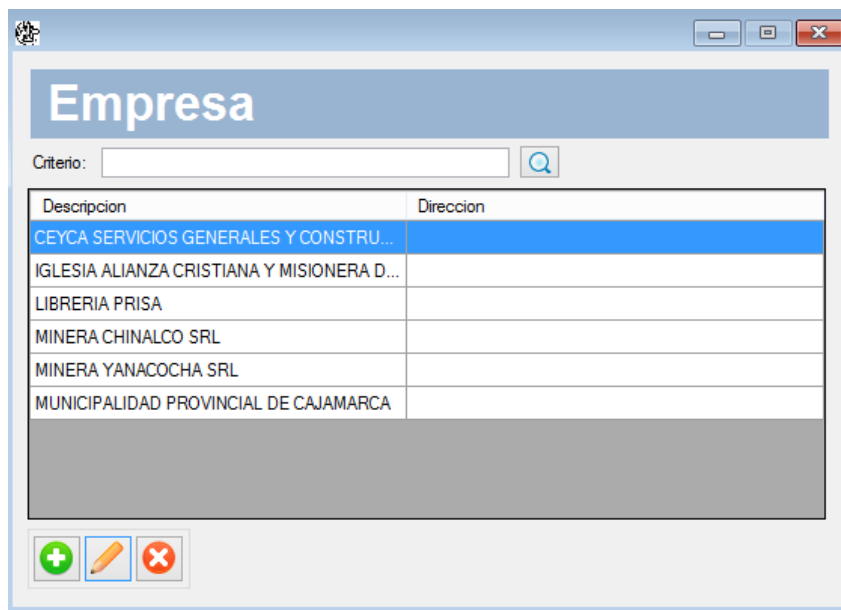 Empresa
Criterio:
Descripcion Direccion
CEYCA SERVICIOS GENERALES Y CONSTRU...
IGLESIA ALIANZA CRISTIANA Y MISIONERA D...
LIBRERIA PRISA
MINERA CHINALCO SRL
MINERA YANACOCHA SRL
MUNICIPALIDAD PROVINCIAL DE CAJAMARCA